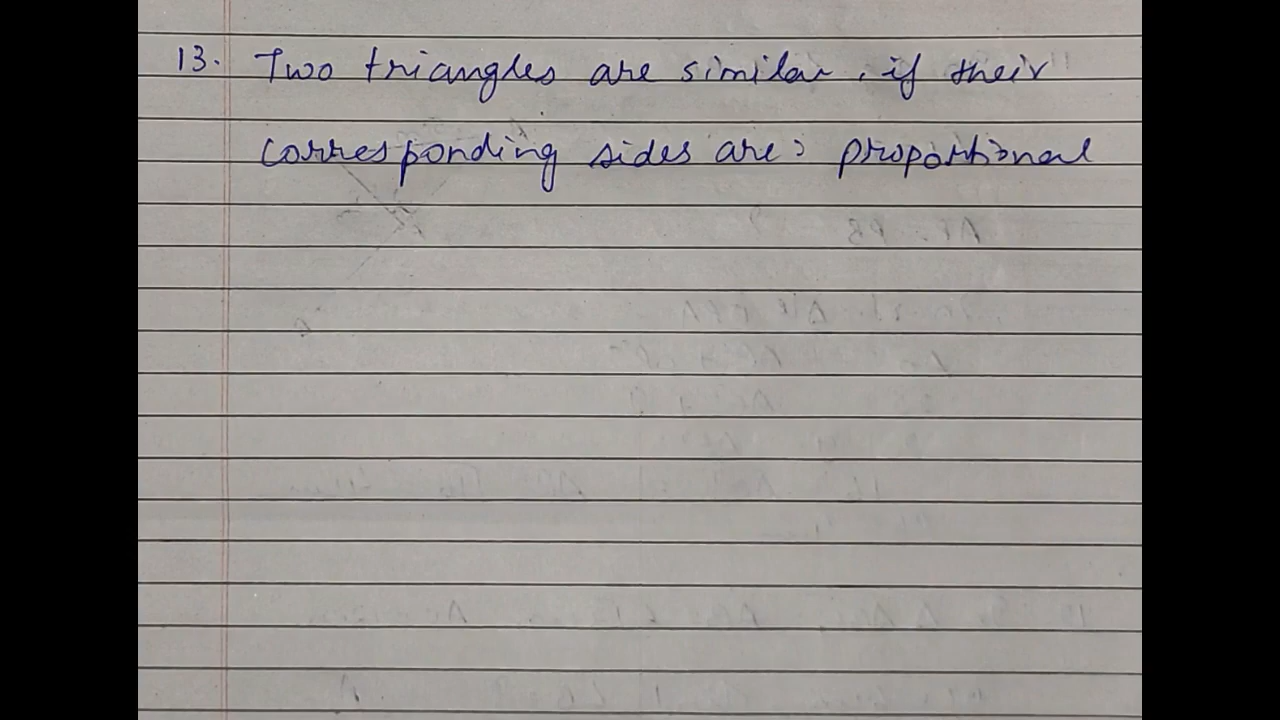 13. Two triangles are similar, if their
corresponding sides are: proportional